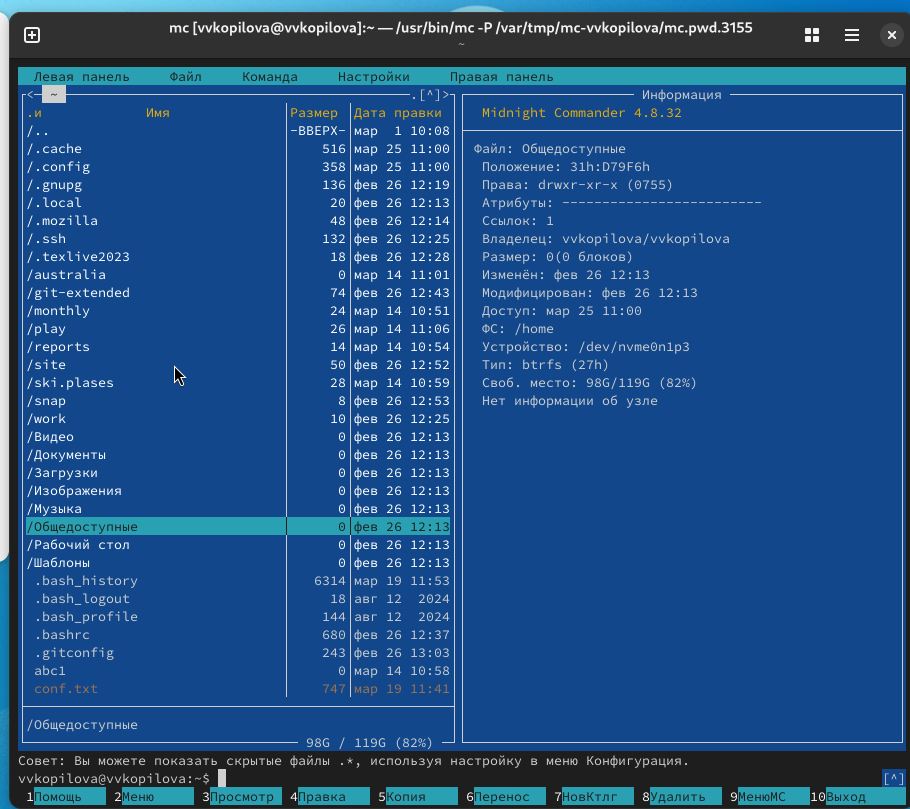 mc [vvkopilova@vvkopilova]:~ — /usr/bin/mc -P /var/tmp/mc-vvkopilova/mc.pwd.3155
~
Левая панель Файл Команда Настройки Правая панель
<─ ~ .[^]>
.и Имя Размер Дата правки
/.. -ВВЕРХ- мар 1 10:08
/.cache 516 мар 25 11:00
/.config 358 мар 25 11:00
/.gnupg 136 фев 26 12:19
/.local 20 фев 26 12:13
/.mozilla 48 фев 26 12:14
/.ssh 132 фев 26 12:25
/.texlive2023 18 фев 26 12:28
/australia 0 мар 14 11:01
/git-extended 74 фев 26 12:43
/monthly 24 мар 14 10:51
/play 26 мар 14 11:06
/reports 14 мар 14 10:54
/site 50 фев 26 12:52
/ski.plases 28 мар 14 10:59
/snap 8 фев 26 12:53
/work 10 фев 26 12:25
/Видео 0 фев 26 12:13
/Документы 0 фев 26 12:13
/Загрузки 0 фев 26 12:13
/Изображения 0 фев 26 12:13
/Музыка 0 фев 26 12:13
/Общедоступные 0 фев 26 12:13
/Рабочий стол 0 фев 26 12:13
/Шаблоны 0 фев 26 12:13
.bash_history 6314 мар 19 11:53
.bash_logout 18 авг 12 2024
.bash_profile 144 авг 12 2024
.bashrc 680 фев 26 12:37
.gitconfig 243 фев 26 13:03
abc1 0 мар 14 10:58
conf.txt 747 мар 19 11:41
/Общедоступные
98G / 119G (82%)
Информация
Midnight Commander 4.8.32
Файл: Общедоступные
Положение: 31h:D79F6h
Права: drwxr-xr-x (0755)
Атрибуты: -------------------------
Ссылок: 1
Владелец: vvkopilova/vvkopilova
Размер: 0(0 блоков)
Изменён: фев 26 12:13
Модифицирован: фев 26 12:13
Доступ: мар 25 11:00
ФС: /home
Устройство: /dev/nvme0n1p3
Тип: btrfs (27h)
Своб. место: 98G/119G (82%)
Нет информации об узле
Совет: Вы можете показать скрытые файлы .*, используя настройку в меню Конфигурация.
vvkopilova@vvkopilova:~$ [^]
1Помощь 2Меню 3Просмотр 4Правка 5Копия 6Перенос 7НовКтлг 8Удалить 9МенюМС 10Выход